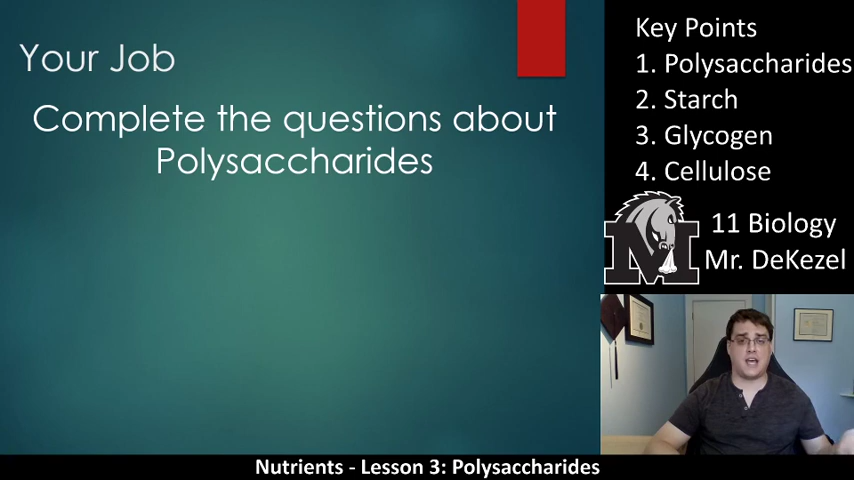 Your Job
Complete the questions about
Polysaccharides
Key Points
1. Polysaccharides
2. Starch
3. Glycogen
4. Cellulose
M
11 Biology
Mr. DeKezel
Nutrients - Lesson 3: Polysaccharides